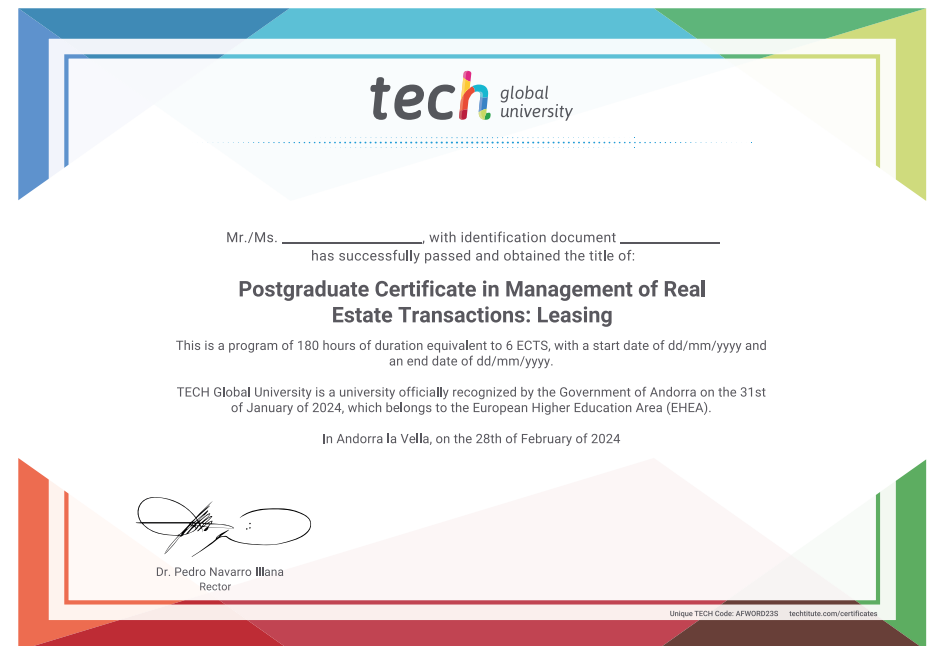 tech global university
Mr./Ms. ____________________, with identification document ______________
has successfully passed and obtained the title of:
Postgraduate Certificate in Management of Real
Estate Transactions: Leasing
This is a program of 180 hours of duration equivalent to 6 ECTS, with a start date of dd/mm/yyyy and
an end date of dd/mm/yyyy.
TECH Global University is a university officially recognized by the Government of Andorra on the 31st
of January of 2024, which belongs to the European Higher Education Area (EHEA).
In Andorra la Vella, on the 28th of February of 2024
Dr. Pedro Navarro Illana
Rector
Unique TECH Code: AFWORD23S techtitute.com/certificates